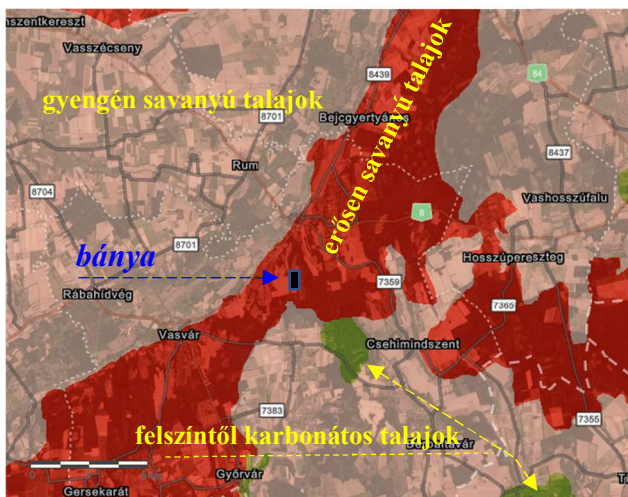 nszentkereszt
Vasszécseny
8439
84
gyengén savanyú talajok
8701
Bejcgyertyános
erősen savanyú talajok
8437
Rum
8704
Vashosszúfalu
8
8701
bánya
Hosszúpereszteg
7359
Rábahídvég
7365
Vasvár
Csehimindszent
7383
7355
felszíntől karbonátos talajok
Győrvár
Gersekarát